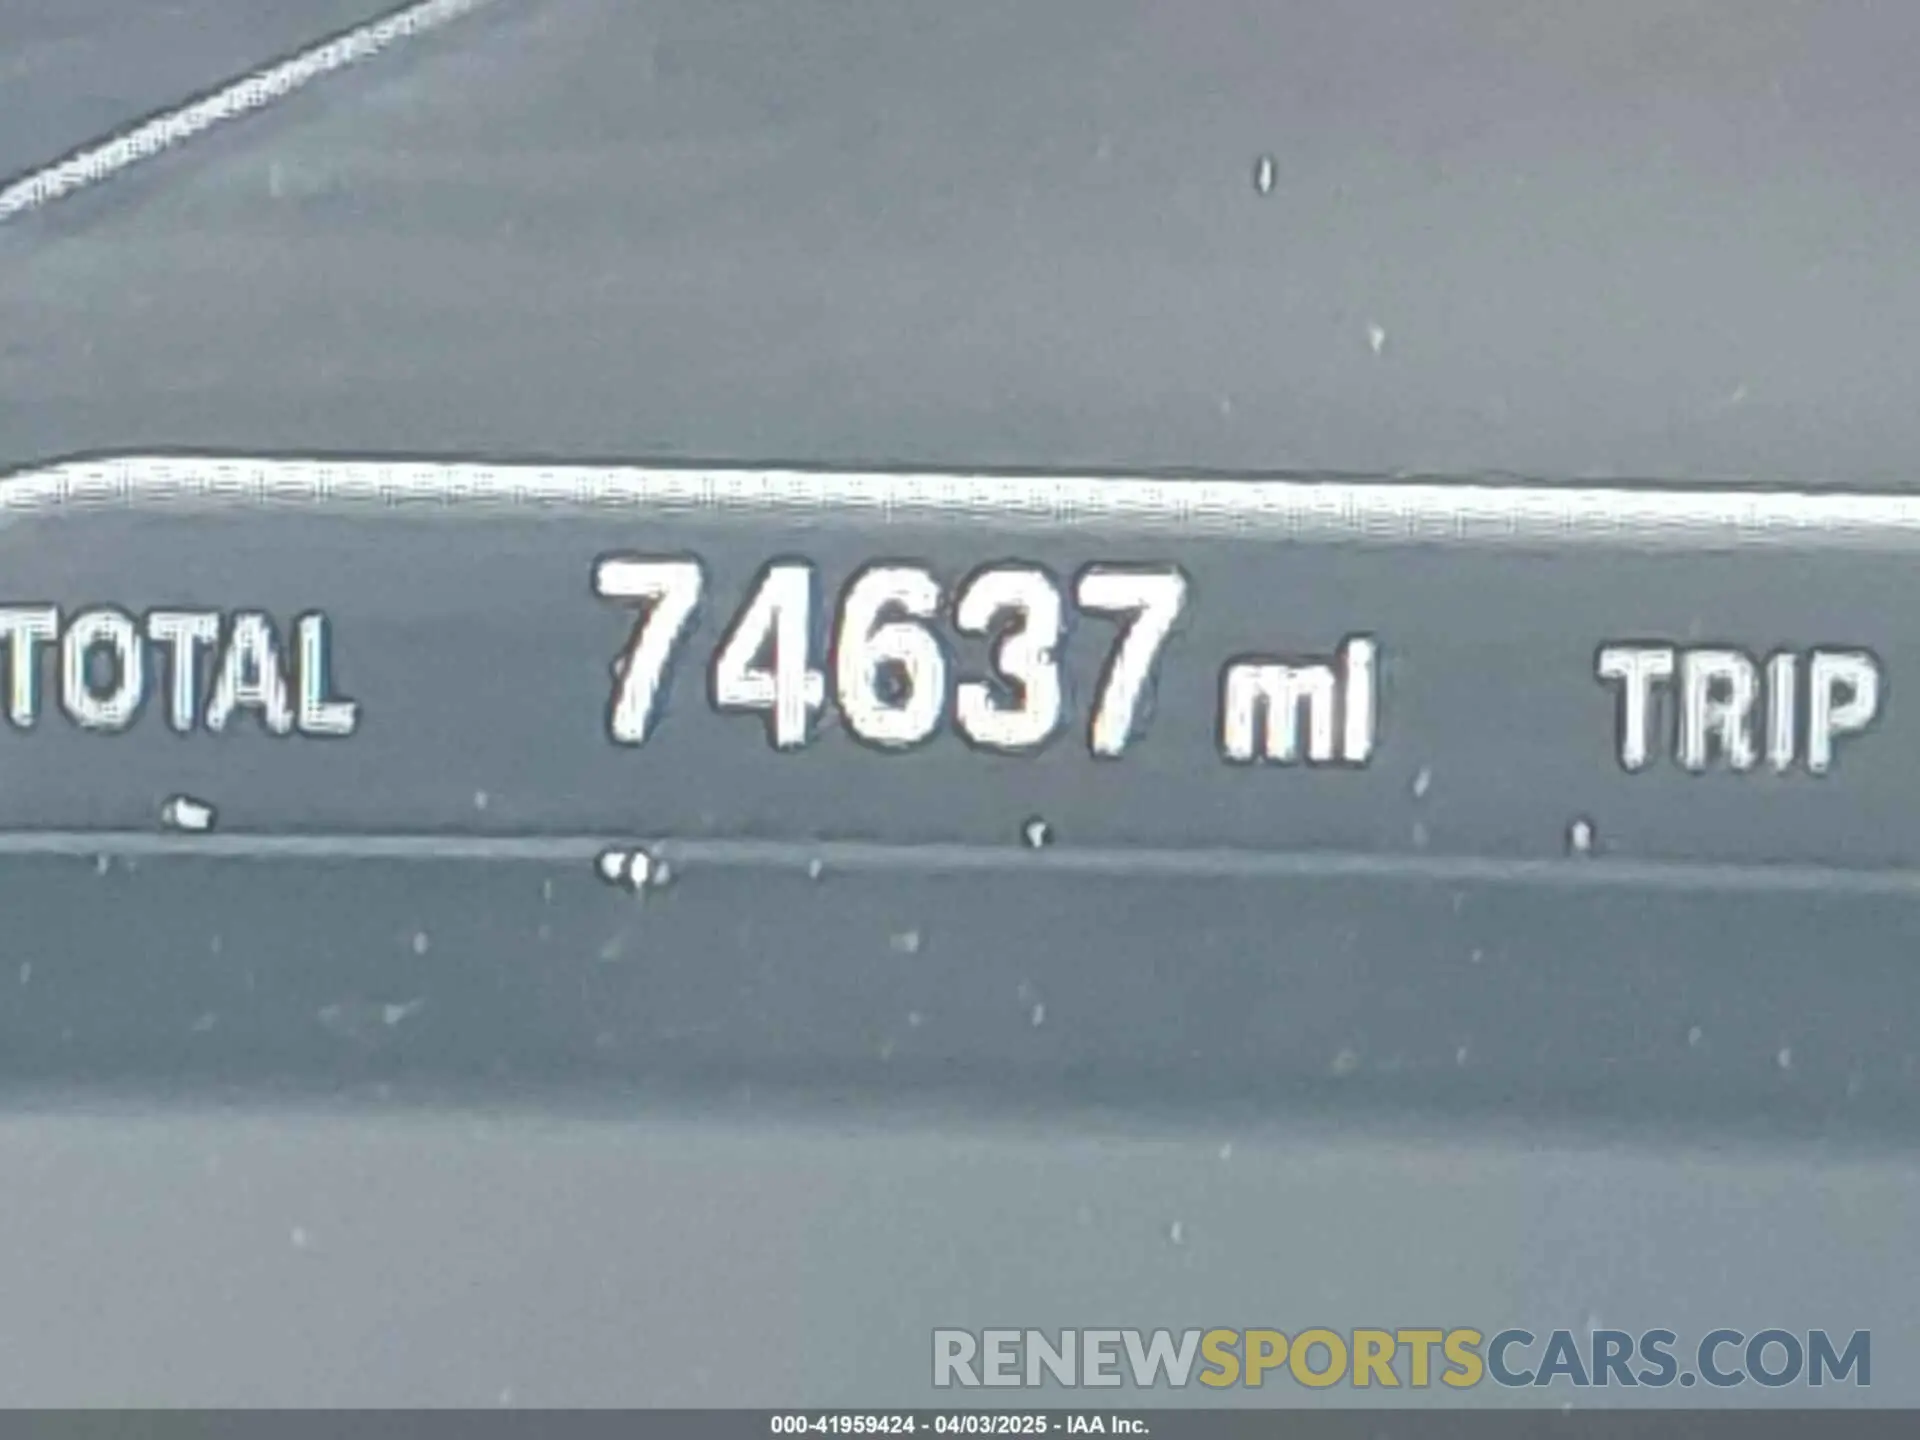 TOTAL 74637 mi TRIP
RENEWSPORTSCARS.COM
000-41959424 - 04/03/2025 - IAA Inc.